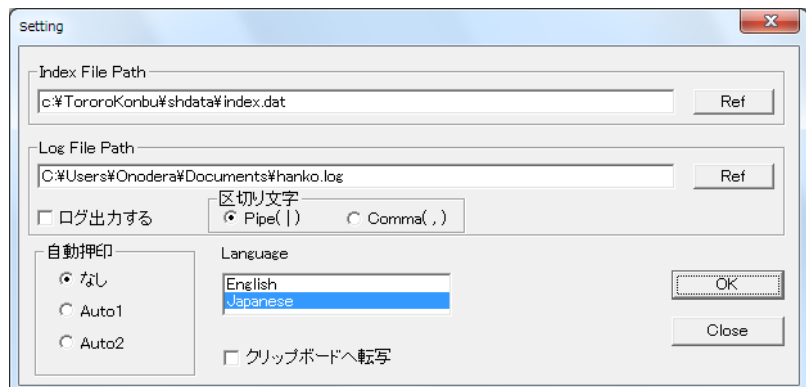 Setting
Index File Path
c:¥TororoKonbu¥shdata¥index.dat
Ref
Log File Path
C:¥Users¥Onodera¥Documents¥hanko.log
Ref
ログ出力する
区切り文字
Pipe(|)
Comma(,)
自動押印
なし
Auto1
Auto2
Language
English
Japanese
クリップボードへ転写
OK
Close